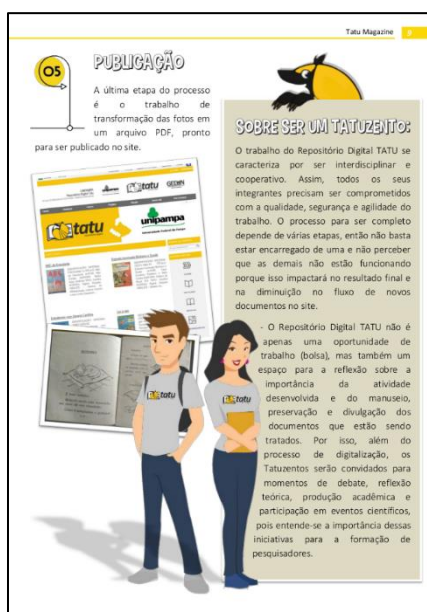 Tatu Magazine
05
PUBLICAÇÃO
A última etapa do processo
é o trabalho de
transformação das fotos em
um arquivo PDF, pronto
para ser publicado no site.
tatu
unipampa
tatu
SOBRE SER UM TATUZENTO:
O trabalho do Repositório Digital TATU se
caracteriza por ser interdisciplinar e
cooperativo. Assim, todos os seus
integrantes precisam ser comprometidos
com a qualidade, segurança e agilidade do
trabalho. O processo para ser completo
depende de várias etapas, então não basta
estar encarregado de uma e não perceber
que as demais não estão funcionando
porque isso impactará no resultado final e
na diminuição no fluxo de novos
documentos no site.
- O Repositório Digital TATU não é
apenas uma oportunidade de
trabalho (bolsa), mas também um
espaço para a reflexão sobre a
importância da atividade
desenvolvida e do manuseio,
preservação e divulgação dos
documentos que estão sendo
tratados. Por isso, além do
processo de digitalização, os
Tatuzentos serão convidados para
momentos de debate, reflexão
teórica, produção acadêmica e
participação em eventos científicos,
pois entende-se a importância dessas
iniciativas para a formação de
pesquisadores.
tatu
tatu